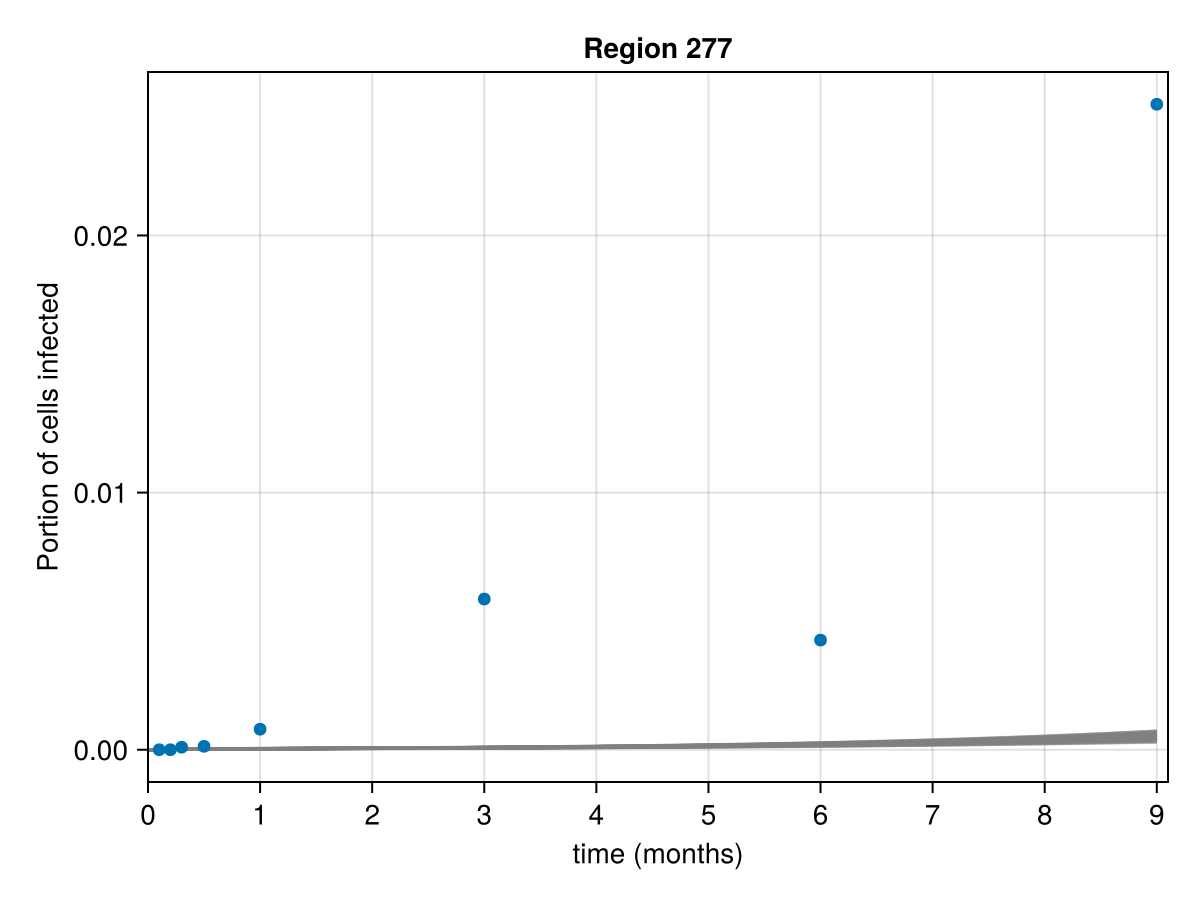 Region 277
Portion of cells infected
0.02
0.01
0.00
0 1 2 3 4 5 6 7 8 9
time (months)